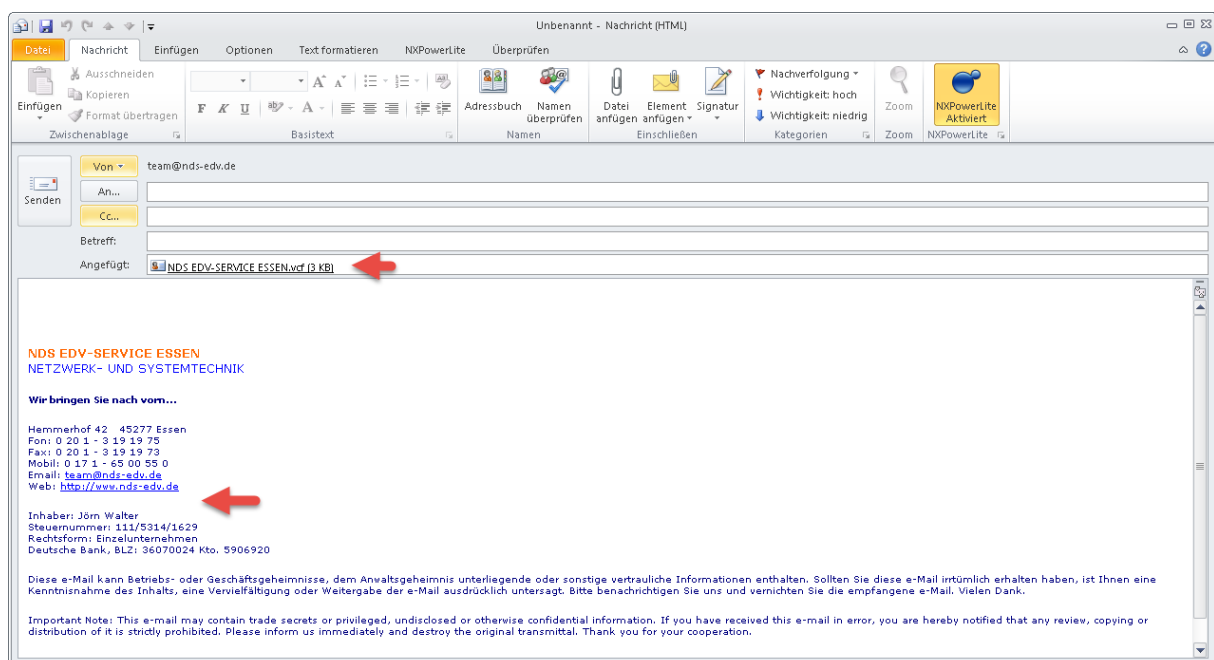 Unbenannt - Nachricht (HTML)
Datei Nachricht Einfügen Optionen Text formatieren NXPowerLite Überprüfen
Einfügen
Ausschneiden
Kopieren
Format übertragen
Zwischenablage
F K U
Basistext
Adressbuch
Namen überprüfen
Namen
Datei anfügen
Element anfügen
Signatur
Einschließen
Nachverfolgung
Wichtigkeit: hoch
Wichtigkeit: niedrig
Kategorien
Zoom
Zoom
NXPowerLite Aktiviert
NXPowerLite
Senden
Von team@nds-edv.de
An...
Cc...
Betreff:
Angefügt: NDS EDV-SERVICE ESSEN.vcf (3 KB)
NDS EDV-SERVICE ESSEN
NETZWERK- UND SYSTEMTECHNIK
Wir bringen Sie nach vorn...
Hemmerhof 42 45277 Essen
Fon: 0 20 1 - 3 19 19 75
Fax: 0 20 1 - 3 19 19 73
Mobil: 0 17 1 - 65 00 55 0
Email: team@nds-edv.de
Web: http://www.nds-edv.de
Inhaber: Jörn Walter
Steuernummer: 111/5314/1629
Rechtsform: Einzelunternehmen
Deutsche Bank, BLZ: 36070024 Kto. 5906920
Diese e-Mail kann Betriebs- oder Geschäftsgeheimnisse, dem Anwaltsgeheimnis unterliegende oder sonstige vertrauliche Informationen enthalten. Sollten Sie diese e-Mail irrtümlich erhalten haben, ist Ihnen eine
Kenntnisnahme des Inhalts, eine Vervielfältigung oder Weitergabe der e-Mail ausdrücklich untersagt. Bitte benachrichtigen Sie uns und vernichten Sie die empfangene e-Mail. Vielen Dank.
Important Note: This e-mail may contain trade secrets or privileged, undisclosed or otherwise confidential information. If you have received this e-mail in error, you are hereby notified that any review, copying or
distribution of it is strictly prohibited. Please inform us immediately and destroy the original transmittal. Thank you for your cooperation.